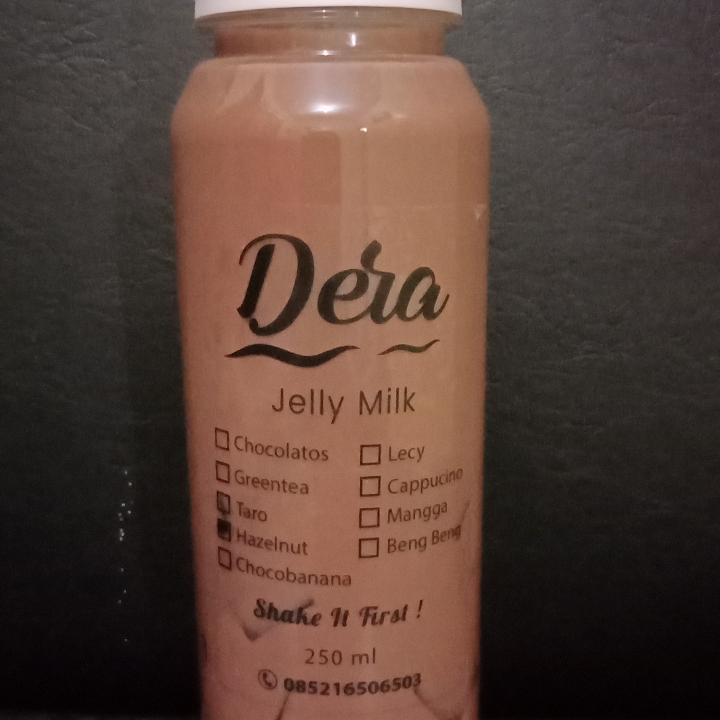 Dera
Jelly Milk
Chocolatos
Greentea
Taro
Hazelnut
Chocobanana
Lecy
Cappucino
Mangga
Beng Beng
Shake It First !
250 ml
085216506503